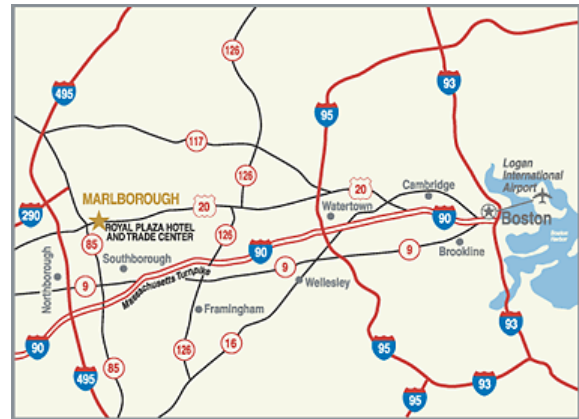 126
93
495
95
117
126
Logan
International
Airport
MARLBOROUGH
20
20
Cambridge
290
ROYAL PLAZA HOTEL
AND TRADE CENTER
Watertown
90
Boston
Boston
Harbor
85
126
90
9
Brookline
Southborough
Northborough
9
9
Massachusetts Turnpike
Wellesley
Framingham
93
90
126
16
95
85
495
93
95